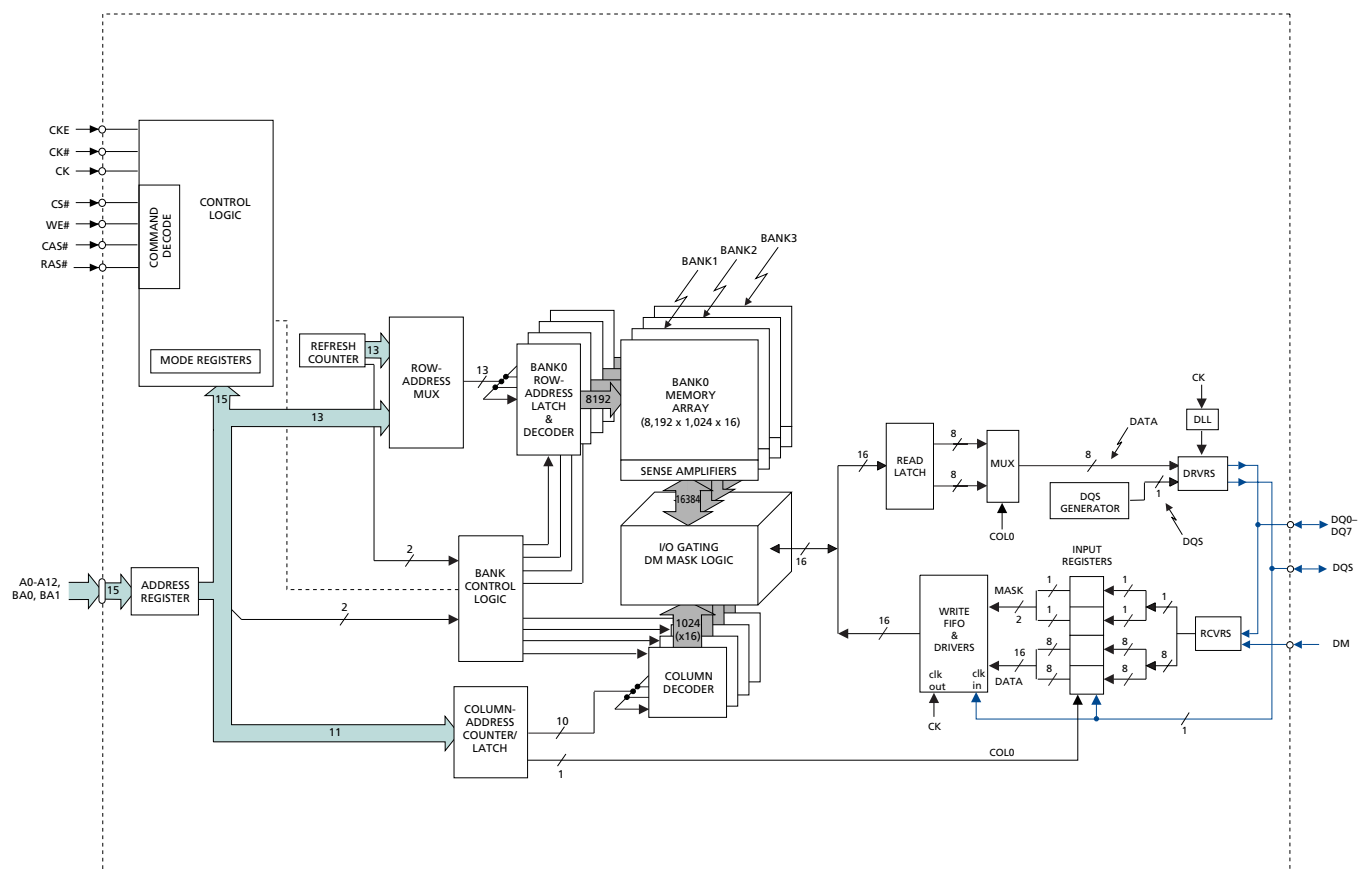 CKE
CK#
CK
CS#
WE#
CAS#
RAS#
COMMAND
DECODE
CONTROL
LOGIC
MODE REGISTERS
15
REFRESH
COUNTER
13
13
ROW-
ADDRESS
MUX
13
BANK0
ROW-
ADDRESS
LATCH
&
DECODER
8192
BANK1
BANK2
BANK3
BANK0
MEMORY
ARRAY
(8,192 x 1,024 x 16)
SENSE AMPLIFIERS
16384
I/O GATING
DM MASK LOGIC
16
2
BANK
CONTROL
LOGIC
2
A0-A12,
BA0, BA1
15
ADDRESS
REGISTER
11
COLUMN-
ADDRESS
COUNTER/
LATCH
10
1
COL0
1024
(x16)
COLUMN
DECODER
16
READ
LATCH
8
8
MUX
COL0
8
DATA
CK
DLL
DRVRS
DQS
GENERATOR
1
DQS
DQ0–
DQ7
DQS
DM
RCVRS
INPUT
REGISTERS
1
1
8
8
1
1
8
8
1
8
MASK
2
16
DATA
WRITE
FIFO
&
DRIVERS
clk
out
clk
in
CK
16
1